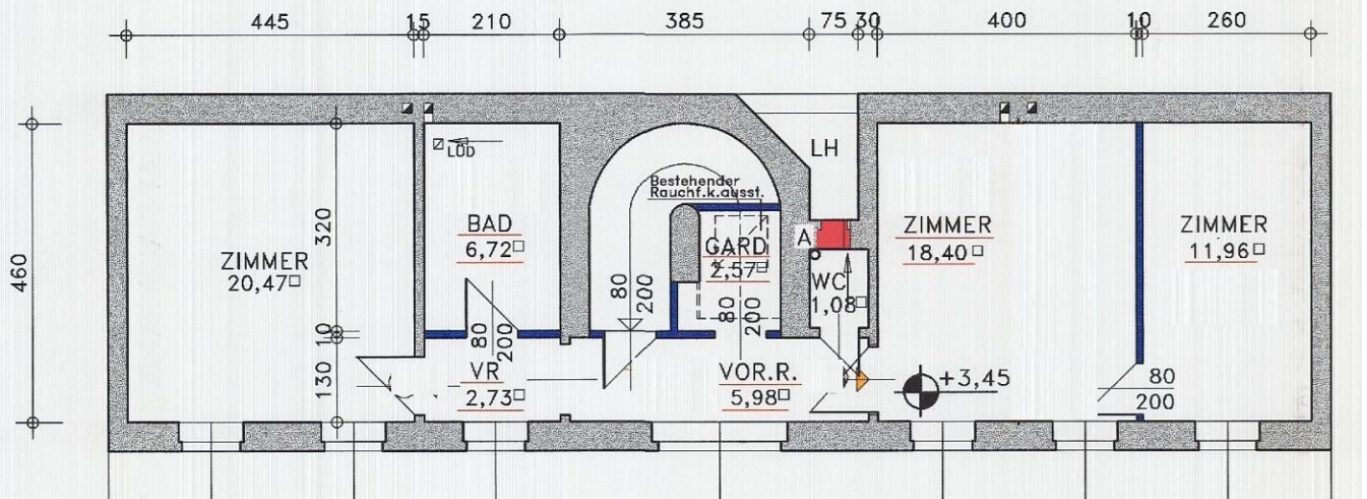 445 15 210 385 75 30 400 10 260
460
320
10
130
ZIMMER
20,47□
LÜD
BAD
6,72□
80
200
VR
2,73□
Bestehender
Rauchf.k.ausst.
80
200
GARD
2,57□
80
200
VOR.R.
5,98□
LH
A
WC
1,08□
ZIMMER
18,40□
+3,45
80
200
ZIMMER
11,96□